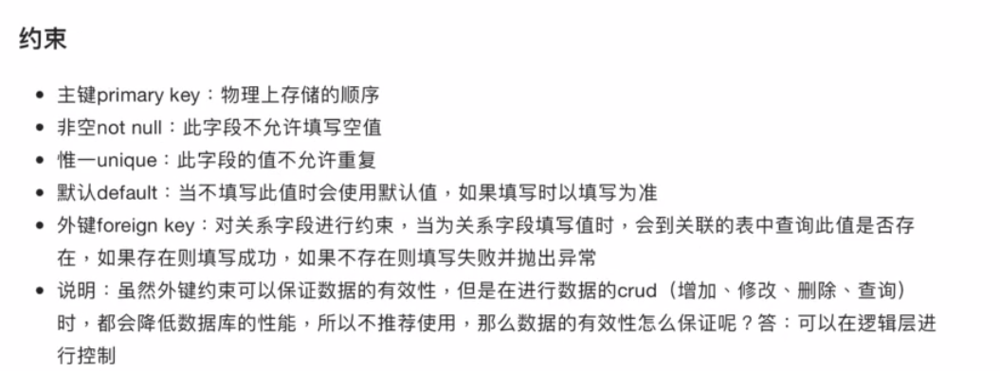 约束
• 主键primary key：物理上存储的顺序
• 非空not null：此字段不允许填写空值
• 惟一unique：此字段的值不允许重复
• 默认default：当不填写此值时会使用默认值，如果填写时以填写为准
• 外键foreign key：对关系字段进行约束，当为关系字段填写值时，会到关联的表中查询此值是否存
在，如果存在则填写成功，如果不存在则填写失败并抛出异常
• 说明：虽然外键约束可以保证数据的有效性，但是在进行数据的crud（增加、修改、删除、查询）
时，都会降低数据库的性能，所以不推荐使用，那么数据的有效性怎么保证呢？答：可以在逻辑层进
行控制